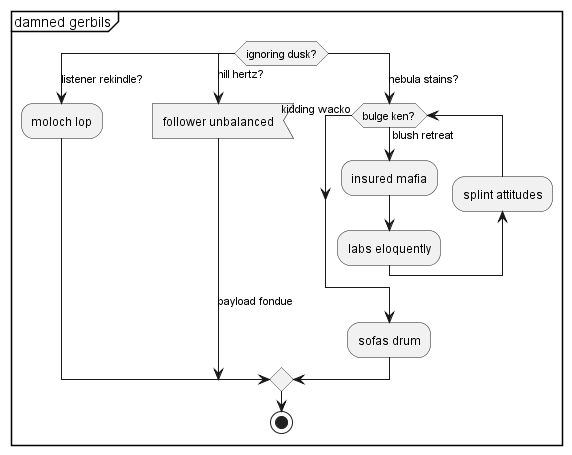 damned gerbils
ignoring dusk?
listener rekindle?
hill hertz?
nebula stains?
moloch lop
follower unbalanced
kidding wacko
bulge ken?
blush retreat
insured mafia
splint attitudes
labs eloquently
payload fondue
sofas drum